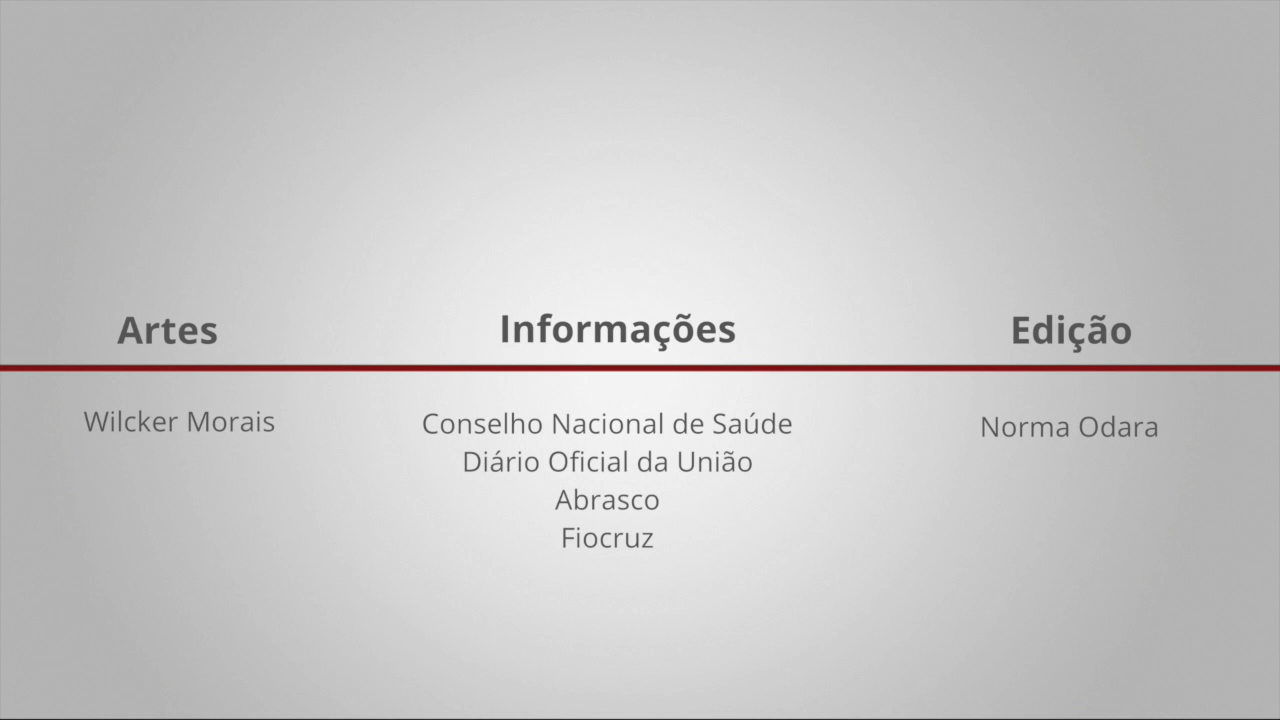 Artes
Informações
Edição
Wilcker Morais
Conselho Nacional de Saúde
Norma Odara
Diário Oficial da União
Abrasco
Fiocruz